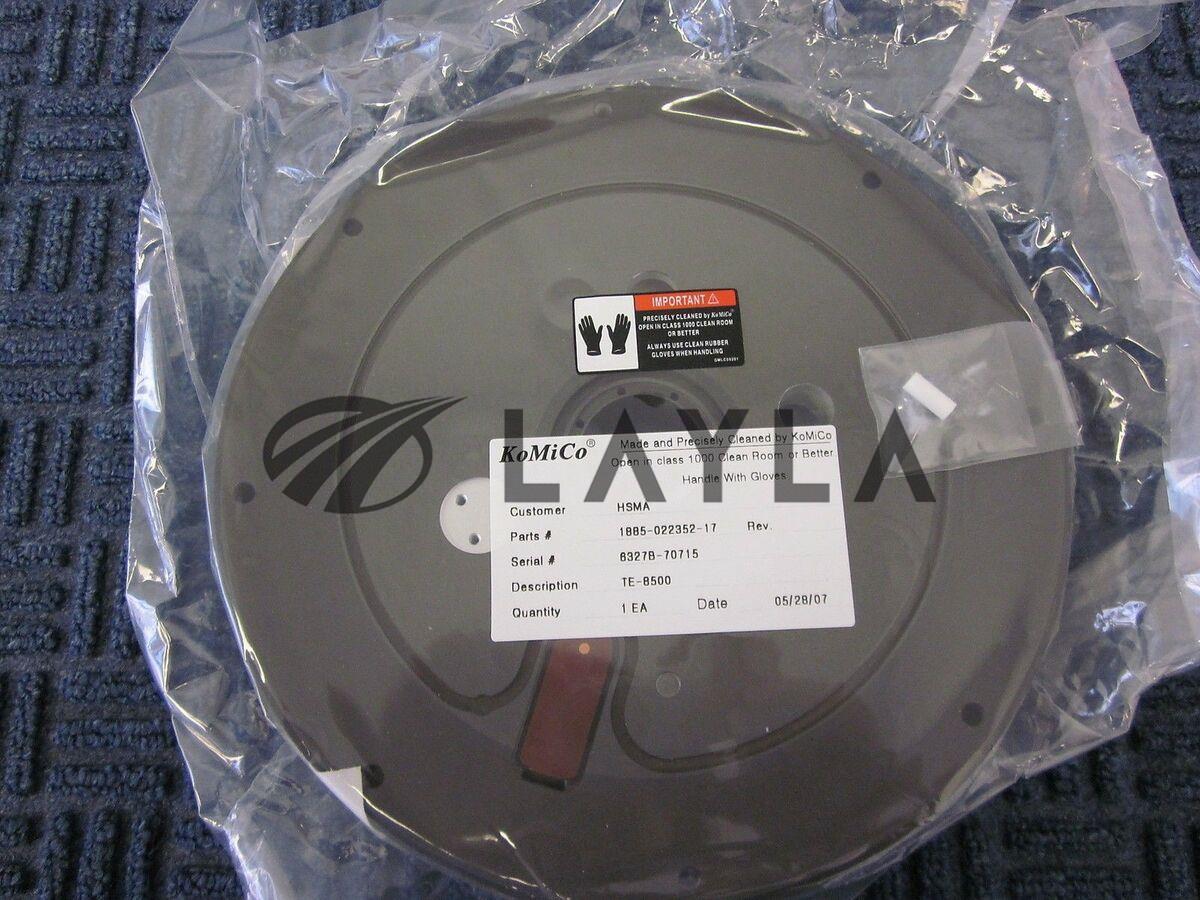 IMPORTANT
PRECISELY CLEANED by KoMiCo®
OPEN IN CLASS 1000 CLEAN ROOM
OR BETTER
ALWAYS USE CLEAN RUBBER
GLOVES WHEN HANDLING
LAYLA
KoMiCo® Made and Precisely Cleaned by KoMiCo
Open in class 1000 Clean Room or Better
Handle With Gloves
Customer HSMA
Parts # 1885-022352-17 Rev.
Serial # 6327B-70715
Description TE-8500
Quantity 1 EA Date 05/28/07